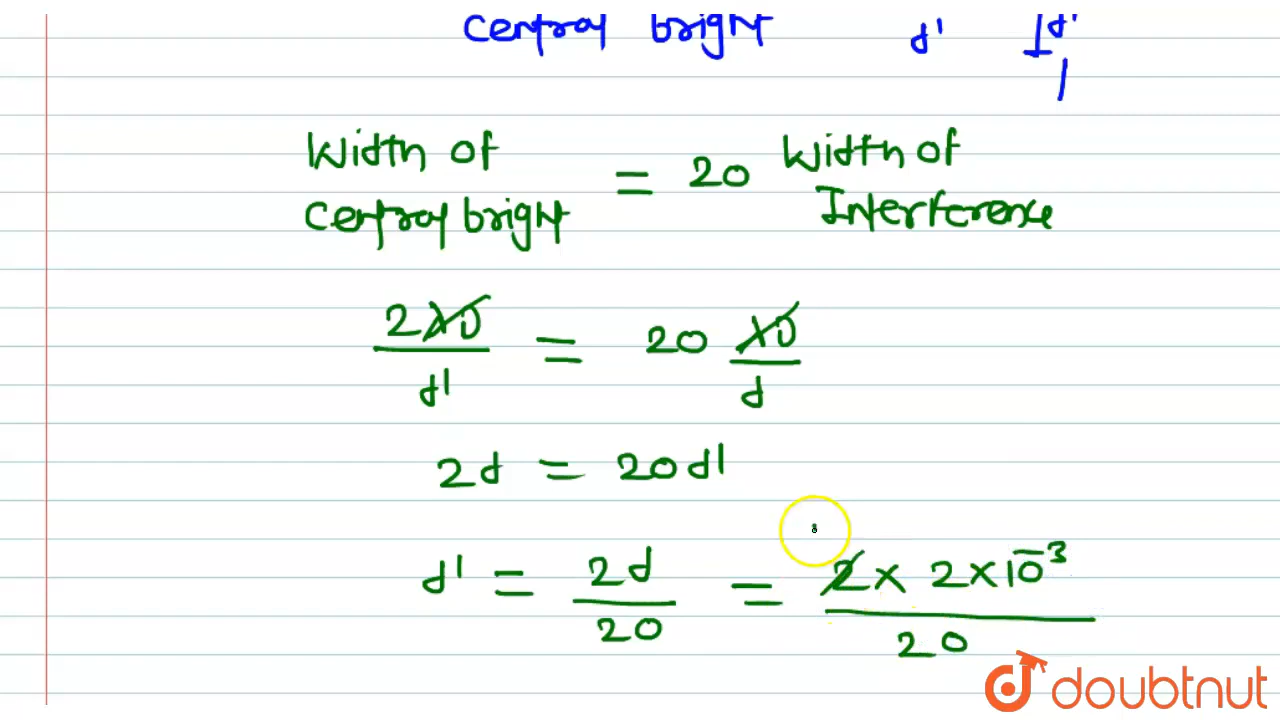 Central bright d' d'
Width of = 20 Width of
Central bright Interference
2λD/d' = 20 λD/d
2d = 20d'
d' = 2d/20 = 2 × 2×10⁻³/20
doubtnut